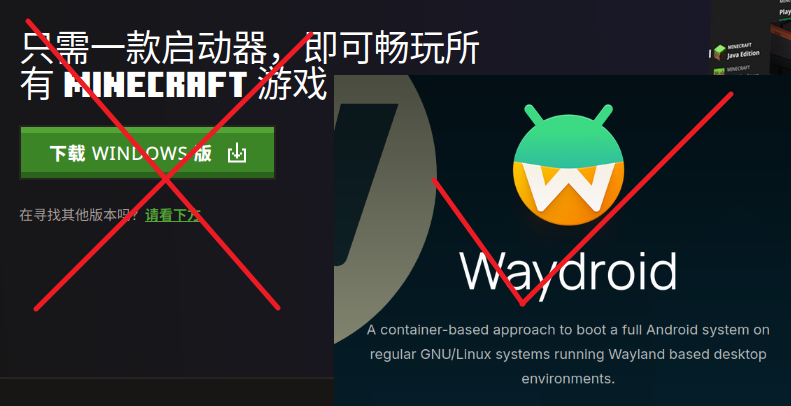 只需一款启动器，即可畅玩所
有 MINECRAFT 游戏
下载 WINDOWS 版
在寻找其他版本吗？请看下方
MINECRAFT
Java Edition
MINECRAFT
Play
Waydroid
A container-based approach to boot a full Android system on
regular GNU/Linux systems running Wayland based desktop
environments.